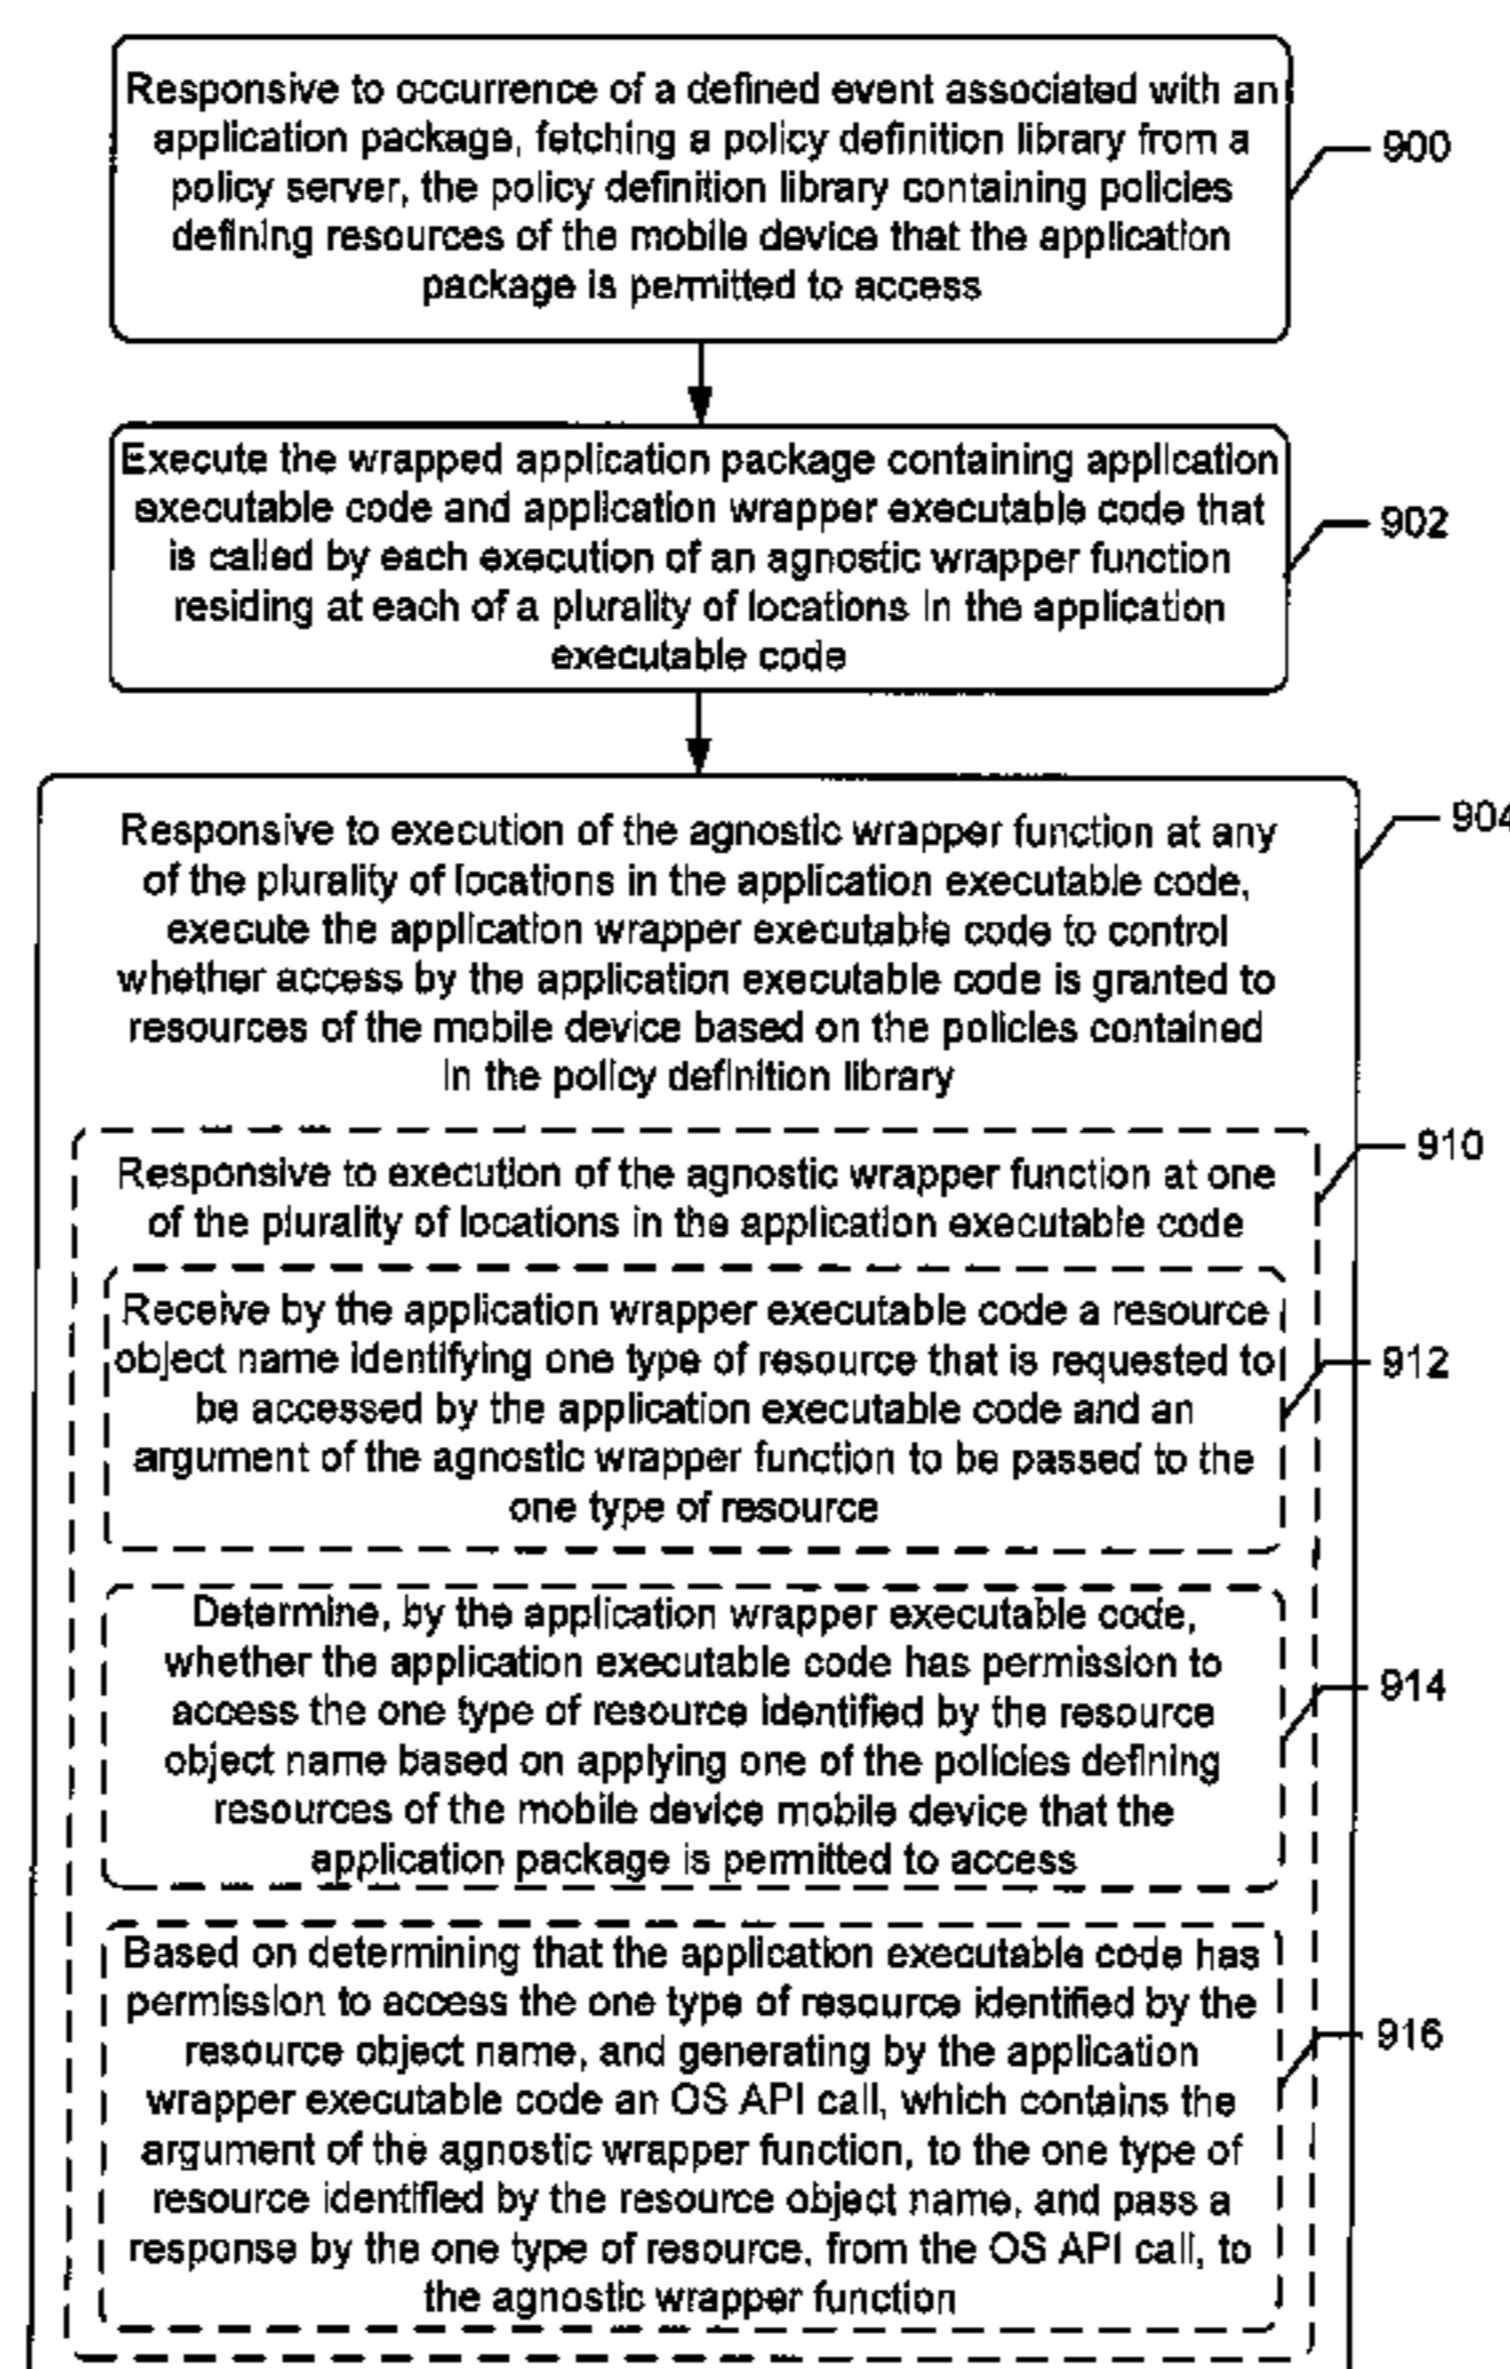 Responsive to occurrence of a defined event associated with an
application package, fetching a policy definition library from a
policy server, the policy definition library containing policies
defining resources of the mobile device that the application
package is permitted to access
900
Execute the wrapped application package containing application
executable code and application wrapper executable code that
is called by each execution of an agnostic wrapper function
residing at each of a plurality of locations in the application
executable code
902
Responsive to execution of the agnostic wrapper function at any
of the plurality of locations in the application executable code,
execute the application wrapper executable code to control
whether access by the application executable code is granted to
resources of the mobile device based on the policies contained
in the policy definition library
904
Responsive to execution of the agnostic wrapper function at one
of the plurality of locations in the application executable code
910
Receive by the application wrapper executable code a resource
object name identifying one type of resource that is requested to
be accessed by the application executable code and an
argument of the agnostic wrapper function to be passed to the
one type of resource
912
Determine, by the application wrapper executable code,
whether the application executable code has permission to
access the one type of resource identified by the resource
object name based on applying one of the policies defining
resources of the mobile device mobile device that the
application package is permitted to access
914
Based on determining that the application executable code has
permission to access the one type of resource identified by the
resource object name, and generating by the application
wrapper executable code an OS API call, which contains the
argument of the agnostic wrapper function, to the one type of
resource identified by the resource object name, and pass a
response by the one type of resource, from the OS API call, to
the agnostic wrapper function
916